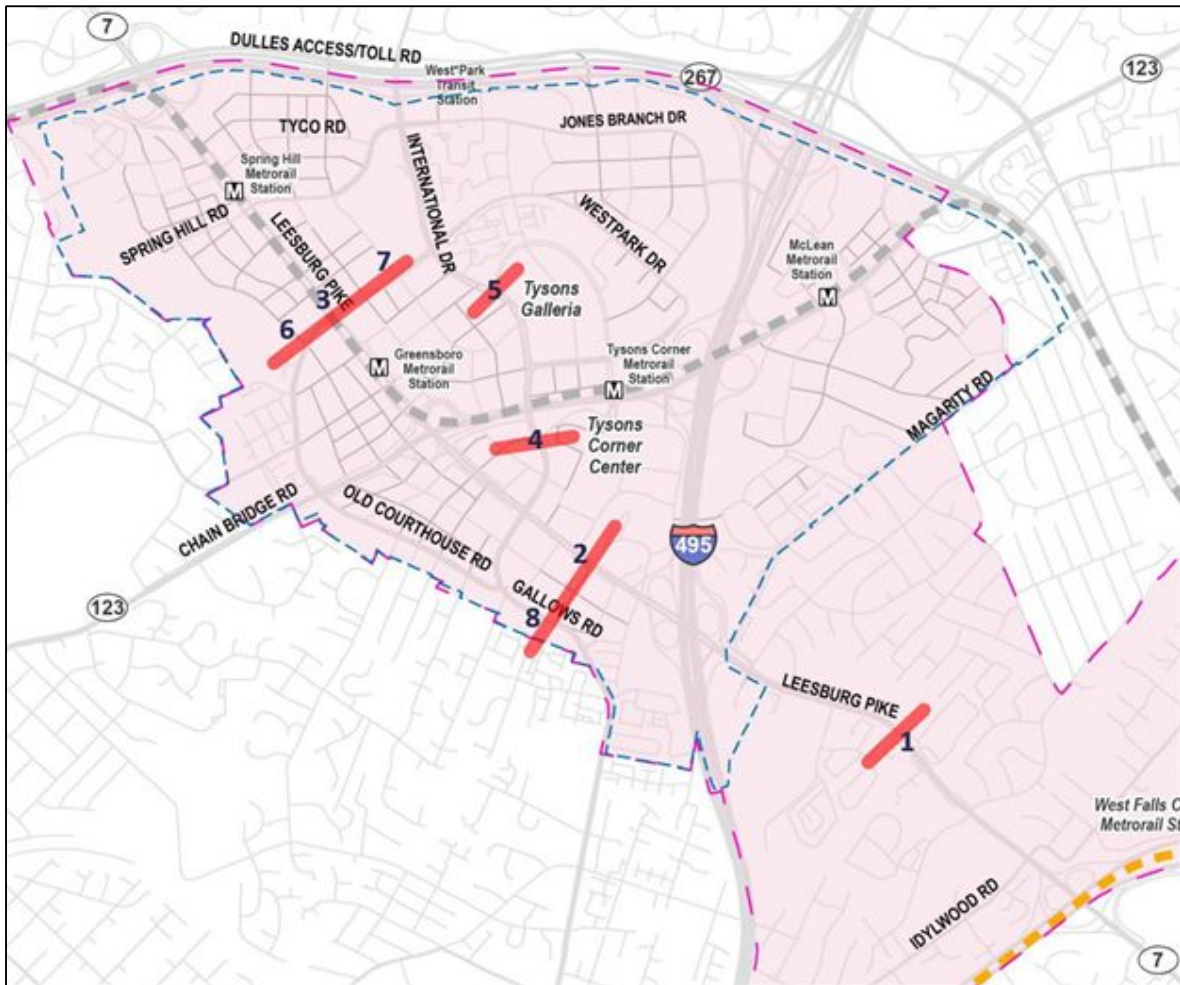 7
DULLES ACCESS/TOLL RD
West*Park
Transit
Station
267
123
TYCO RD
JONES BRANCH DR
INTERNATIONAL DR
Spring Hill
Metrorail
Station
M
SPRING HILL RD
LEESBURG PIKE
WESTPARK DR
McLean
Metrorail
Station
M
7
3
6
5
Tysons
Galleria
Greensboro
Metrorail
Station
M
Tysons Corner
Metrorail
Station
M
MAGARITY RD
4
Tysons
Corner
Center
CHAIN BRIDGE RD
OLD COURTHOUSE RD
495
2
GALLOWS RD
8
123
LEESBURG PIKE
1
West Falls C
Metrorail St
IDYLWOOD RD
7